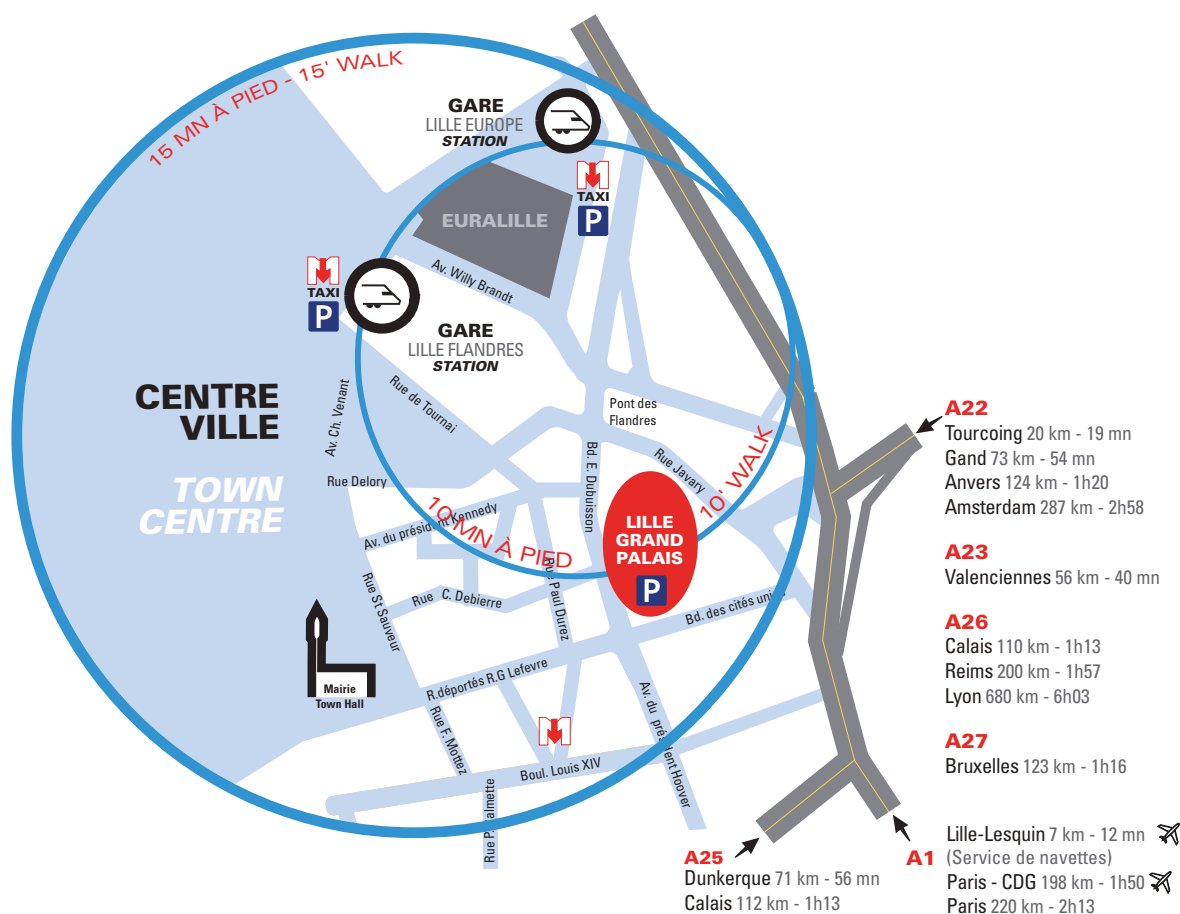 15 MN À PIED - 15' WALK
GARE
LILLE EUROPE
STATION
M
TAXI
P
EURALILLE
Av. Willy Brandt
M
TAXI
P
GARE
LILLE FLANDRES
STATION
CENTRE
VILLE
TOWN
CENTRE
Av. Ch. Venant
Rue de Tournai
Pont des
Flandres
Rue Javary
10' WALK
Bd. E. Dubuisson
Rue Delory
Av. du président Kennedy
10 MN À PIED
LILLE
GRAND
PALAIS
P
Rue St Sauveur
Rue C. Debierre
Rue Paul Durez
Bd. des cités unies
Mairie
Town Hall
R.déportés R.G Lefevre
Rue F. Mottez
M
Av. du président Hoover
Boul. Louis XIV
Rue P. Calmette
A22
Tourcoing 20 km - 19 mn
Gand 73 km - 54 mn
Anvers 124 km - 1h20
Amsterdam 287 km - 2h58
A23
Valenciennes 56 km - 40 mn
A26
Calais 110 km - 1h13
Reims 200 km - 1h57
Lyon 680 km - 6h03
A27
Bruxelles 123 km - 1h16
A25
Dunkerque 71 km - 56 mn
Calais 112 km - 1h13
A1
Lille-Lesquin 7 km - 12 mn
(Service de navettes)
Paris - CDG 198 km - 1h50
Paris 220 km - 2h13